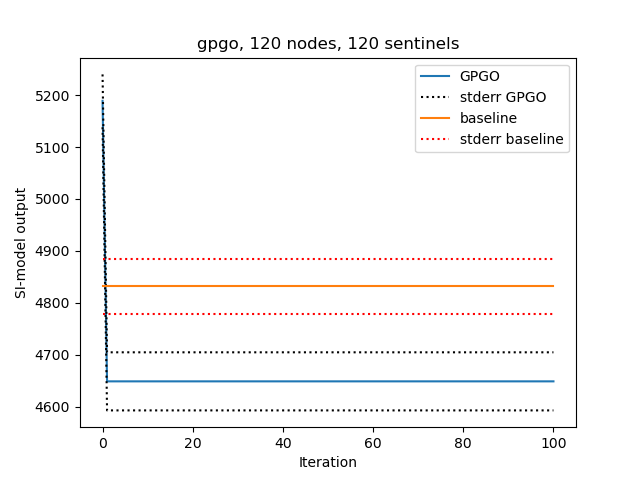 gpgo, 120 nodes, 120 sentinels
GPGO
stderr GPGO
baseline
stderr baseline
SI-model output
5200
5100
5000
4900
4800
4700
4600
0 20 40 60 80 100
Iteration